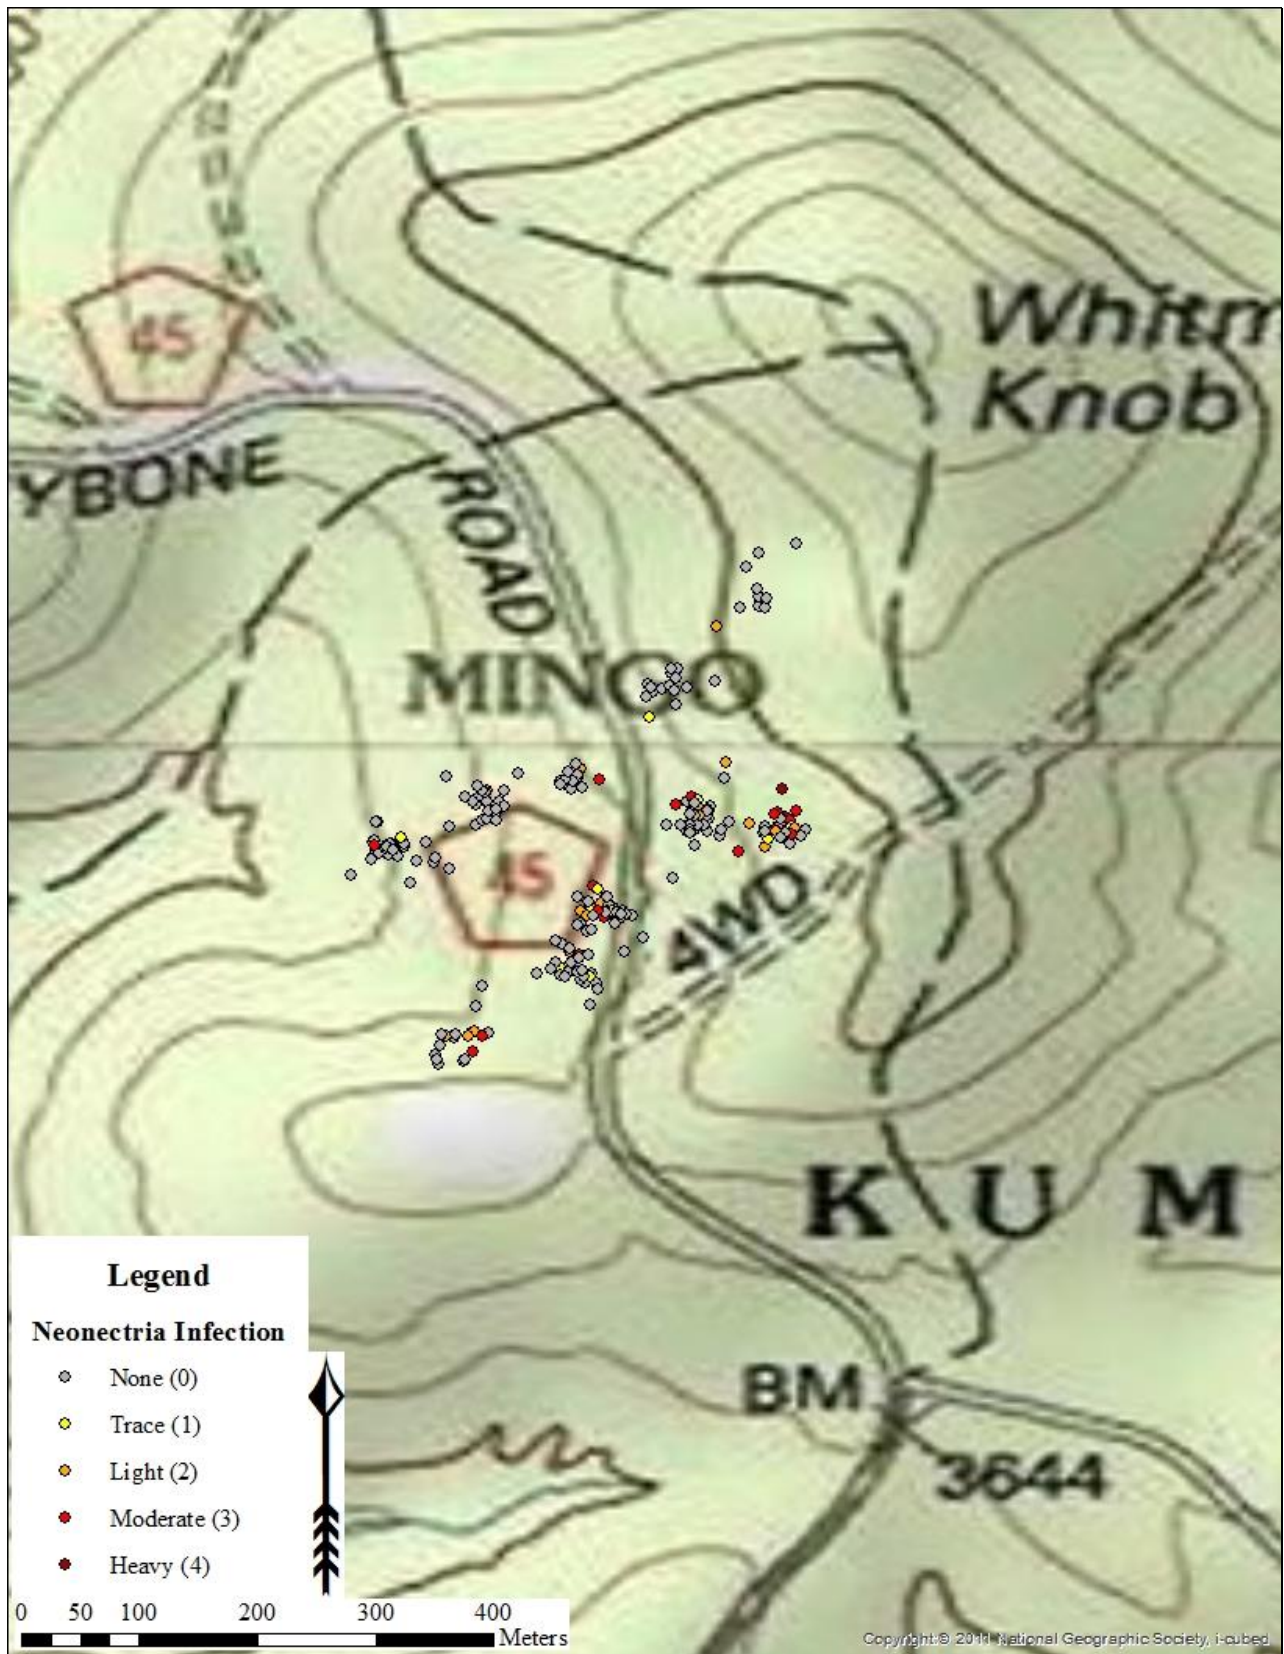 45
Whitm
Knob
YBONE
ROAD
MINGO
45
4WD
K U M
BM
3644
Legend
Neonectria Infection
None (0)
Trace (1)
Light (2)
Moderate (3)
Heavy (4)
0 50 100 200 300 400
Meters
Copyright:© 2011 National Geographic Society, i-cubed